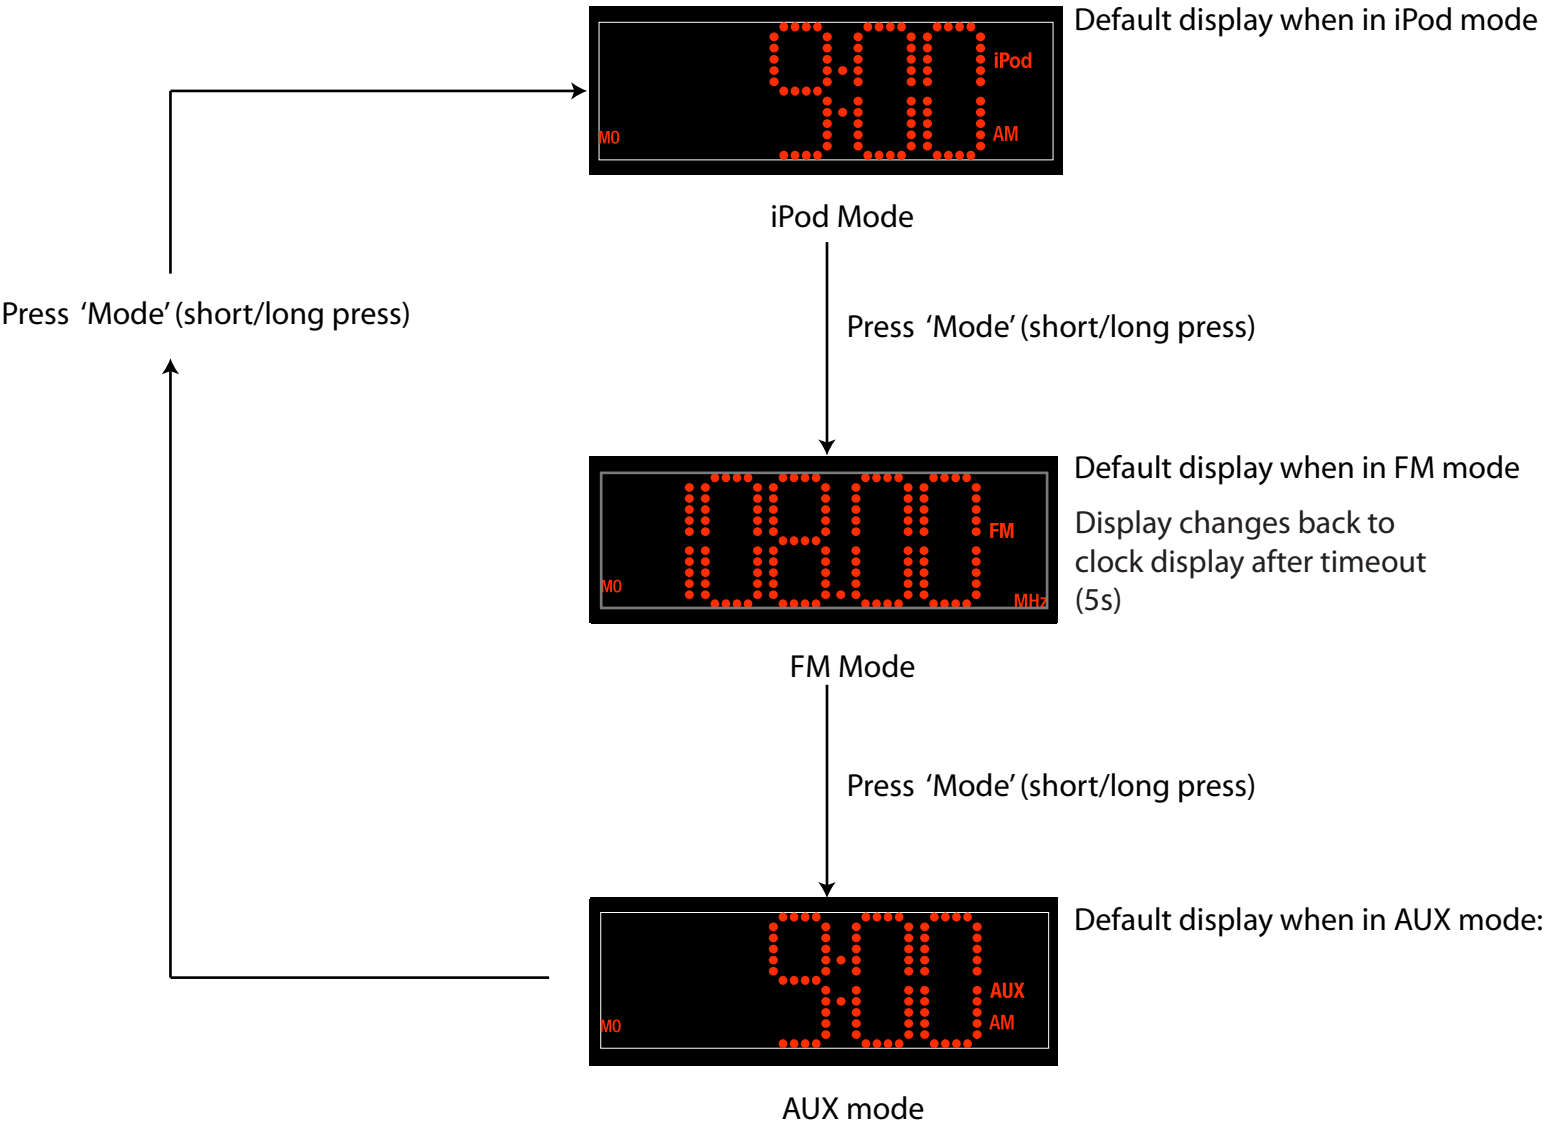 Default display when in iPod mode
9:00
iPod
MO
AM
iPod Mode
Press ‘Mode’ (short/long press)
Press ‘Mode’ (short/long press)
Default display when in FM mode
108.00
FM
MO
MHz
Display changes back to
clock display after timeout
(5s)
FM Mode
Press ‘Mode’ (short/long press)
Default display when in AUX mode:
9:00
AUX
MO
AM
AUX mode